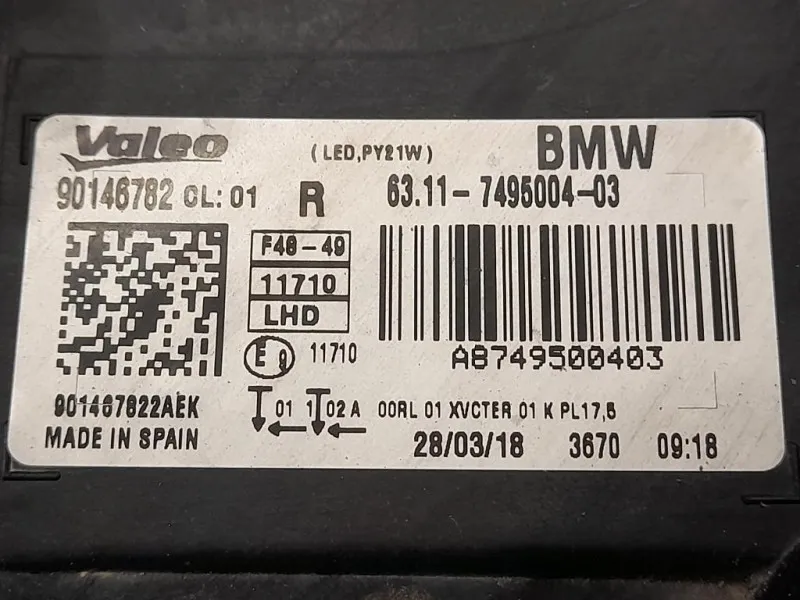 Valeo (LED,PY21W) BMW
90146782 CL:01 R 63.11-7495004-03
F48-49
11710
LHD
E 9 11710 A8749500403
901467822AEK 01 1 02 A 00RL 01 XVCTER 01 K PL17,5
MADE IN SPAIN 28/03/18 3670 09:18